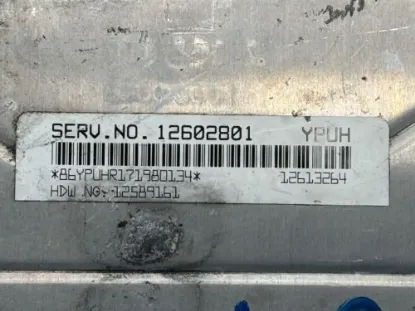 SERV.NO. 12602801 YPUH
*86YPUHR171980134* 12613264
HDW NO. 12589161